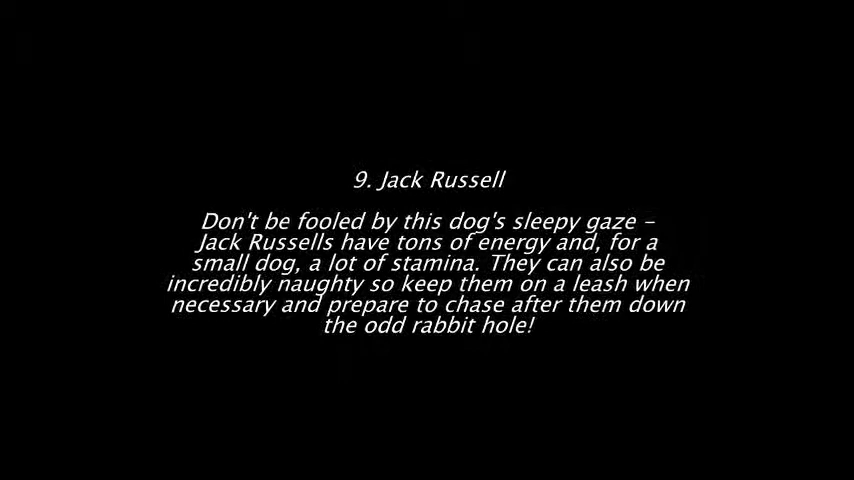 9. Jack Russell
Don't be fooled by this dog's sleepy gaze –
Jack Russells have tons of energy and, for a
small dog, a lot of stamina. They can also be
incredibly naughty so keep them on a leash when
necessary and prepare to chase after them down
the odd rabbit hole!